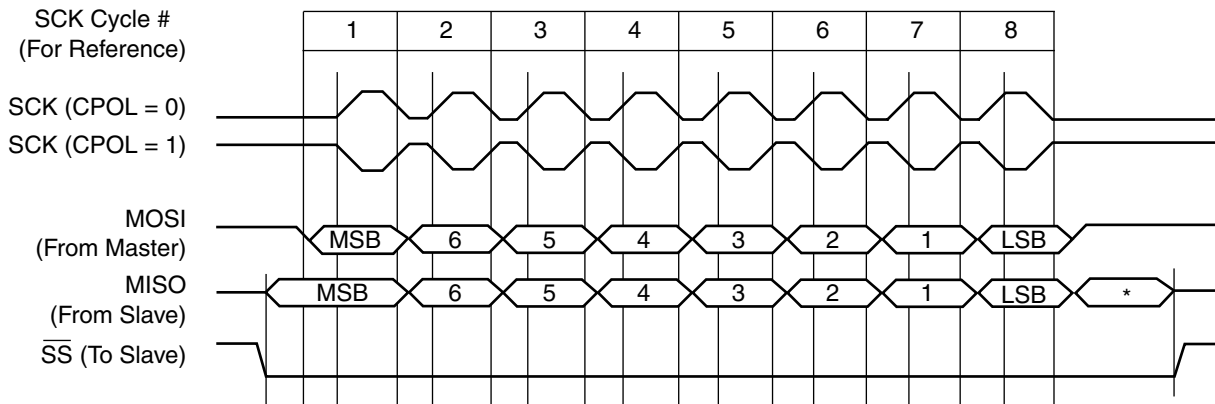 SCK Cycle #
(For Reference)
1 2 3 4 5 6 7 8
SCK (CPOL = 0)
SCK (CPOL = 1)
MOSI
(From Master)
MSB 6 5 4 3 2 1 LSB
MISO
(From Slave)
MSB 6 5 4 3 2 1 LSB *
S̅S̅ (To Slave)